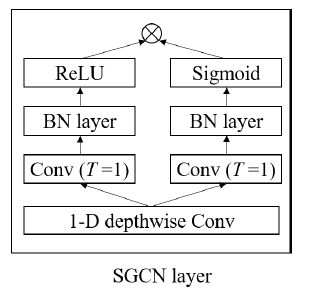 ReLU Sigmoid
BN layer BN layer
Conv (T=1) Conv (T=1)
1-D depthwise Conv
SGCN layer